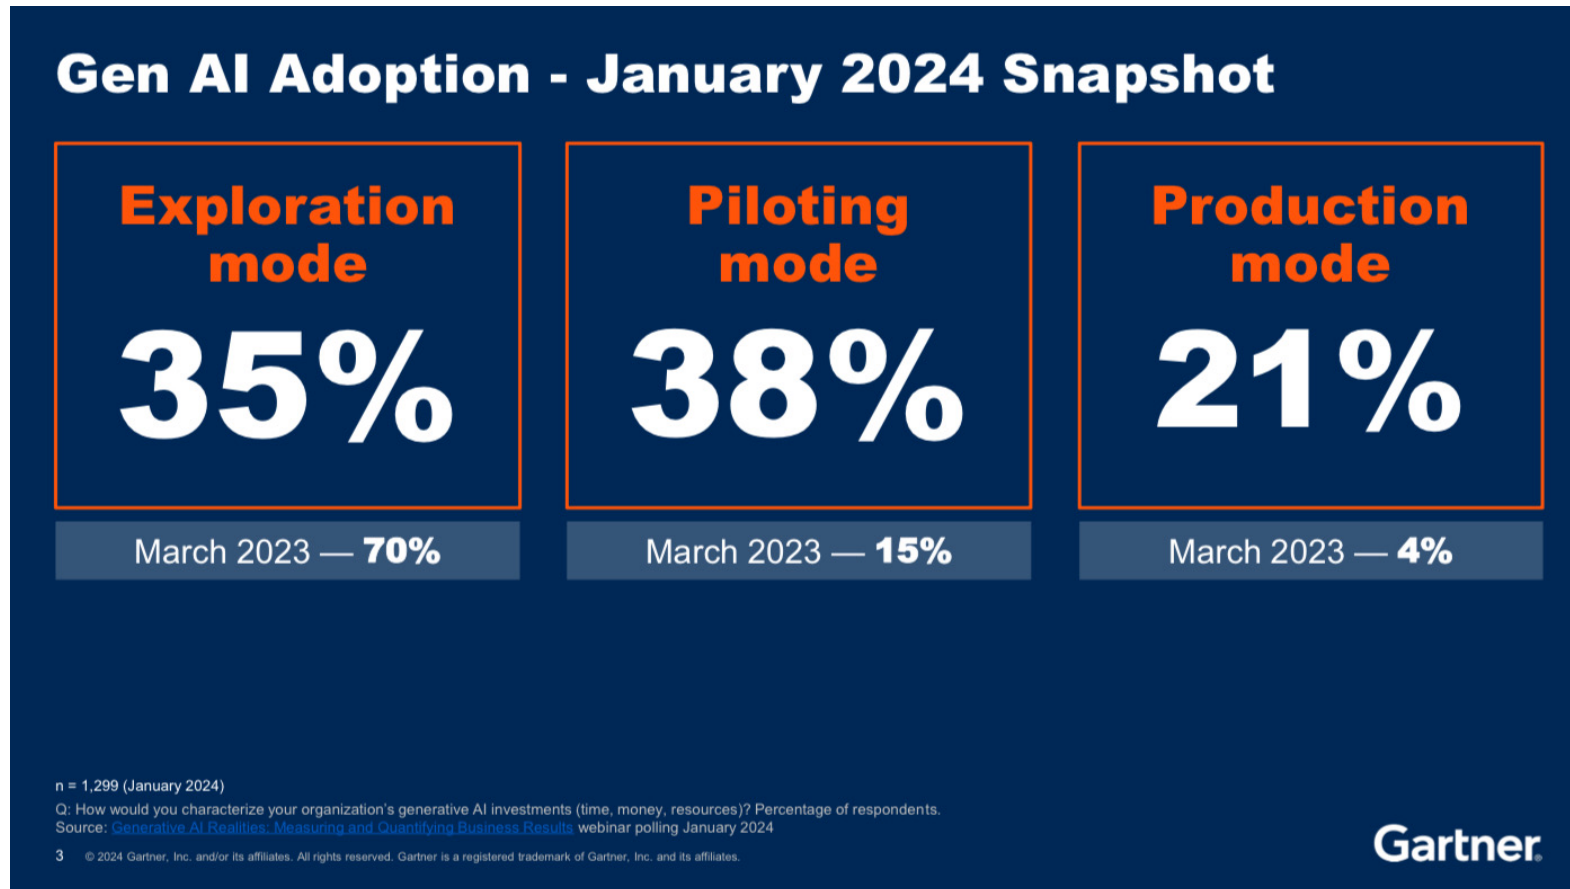 Gen AI Adoption - January 2024 Snapshot
Exploration
mode
35%
March 2023 — 70%
Piloting
mode
38%
March 2023 — 15%
Production
mode
21%
March 2023 — 4%
n = 1,299 (January 2024)
Q: How would you characterize your organization's generative AI investments (time, money, resources)? Percentage of respondents.
Source: Generative AI Realities: Measuring and Quantifying Business Results webinar polling January 2024
3 © 2024 Gartner, Inc. and/or its affiliates. All rights reserved. Gartner is a registered trademark of Gartner, Inc. and its affiliates.
Gartner®